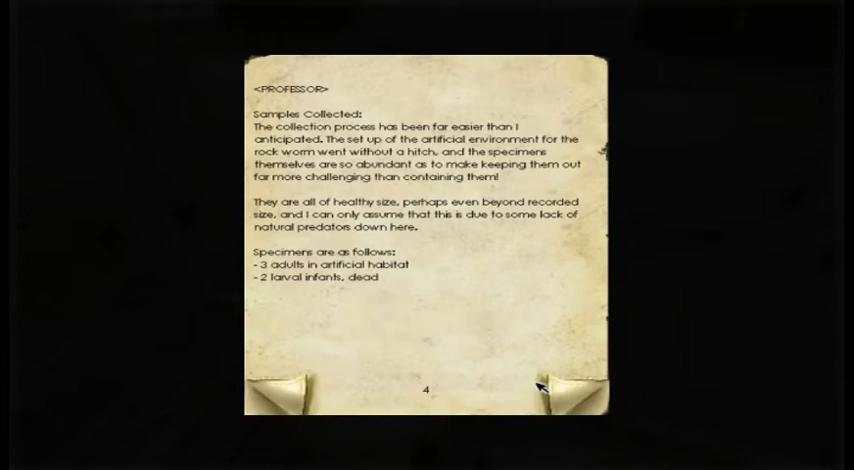 <PROFESSOR>
Samples Collected:
The collection process has been far easier than I
anticipated. The set up of the artificial environment for the
rock worm went without a hitch, and the specimens
themselves are so abundant as to make keeping them out
far more challenging than containing them!
They are all of healthy size, perhaps even beyond recorded
size, and I can only assume that this is due to some lack of
natural predators down here.
Specimens are as follows:
- 3 adults in artificial habitat
- 2 larval infants, dead
4